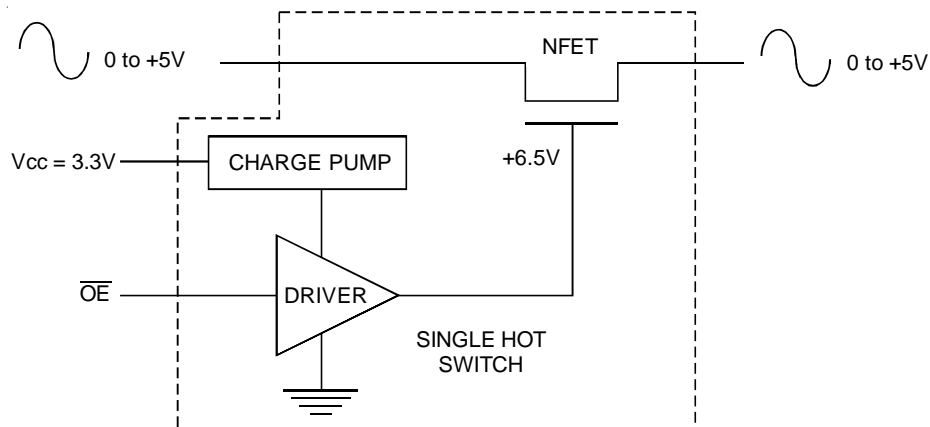 NFET
0 to +5V
0 to +5V
Vcc = 3.3V
CHARGE PUMP
+6.5V
OE
DRIVER
SINGLE HOT
SWITCH